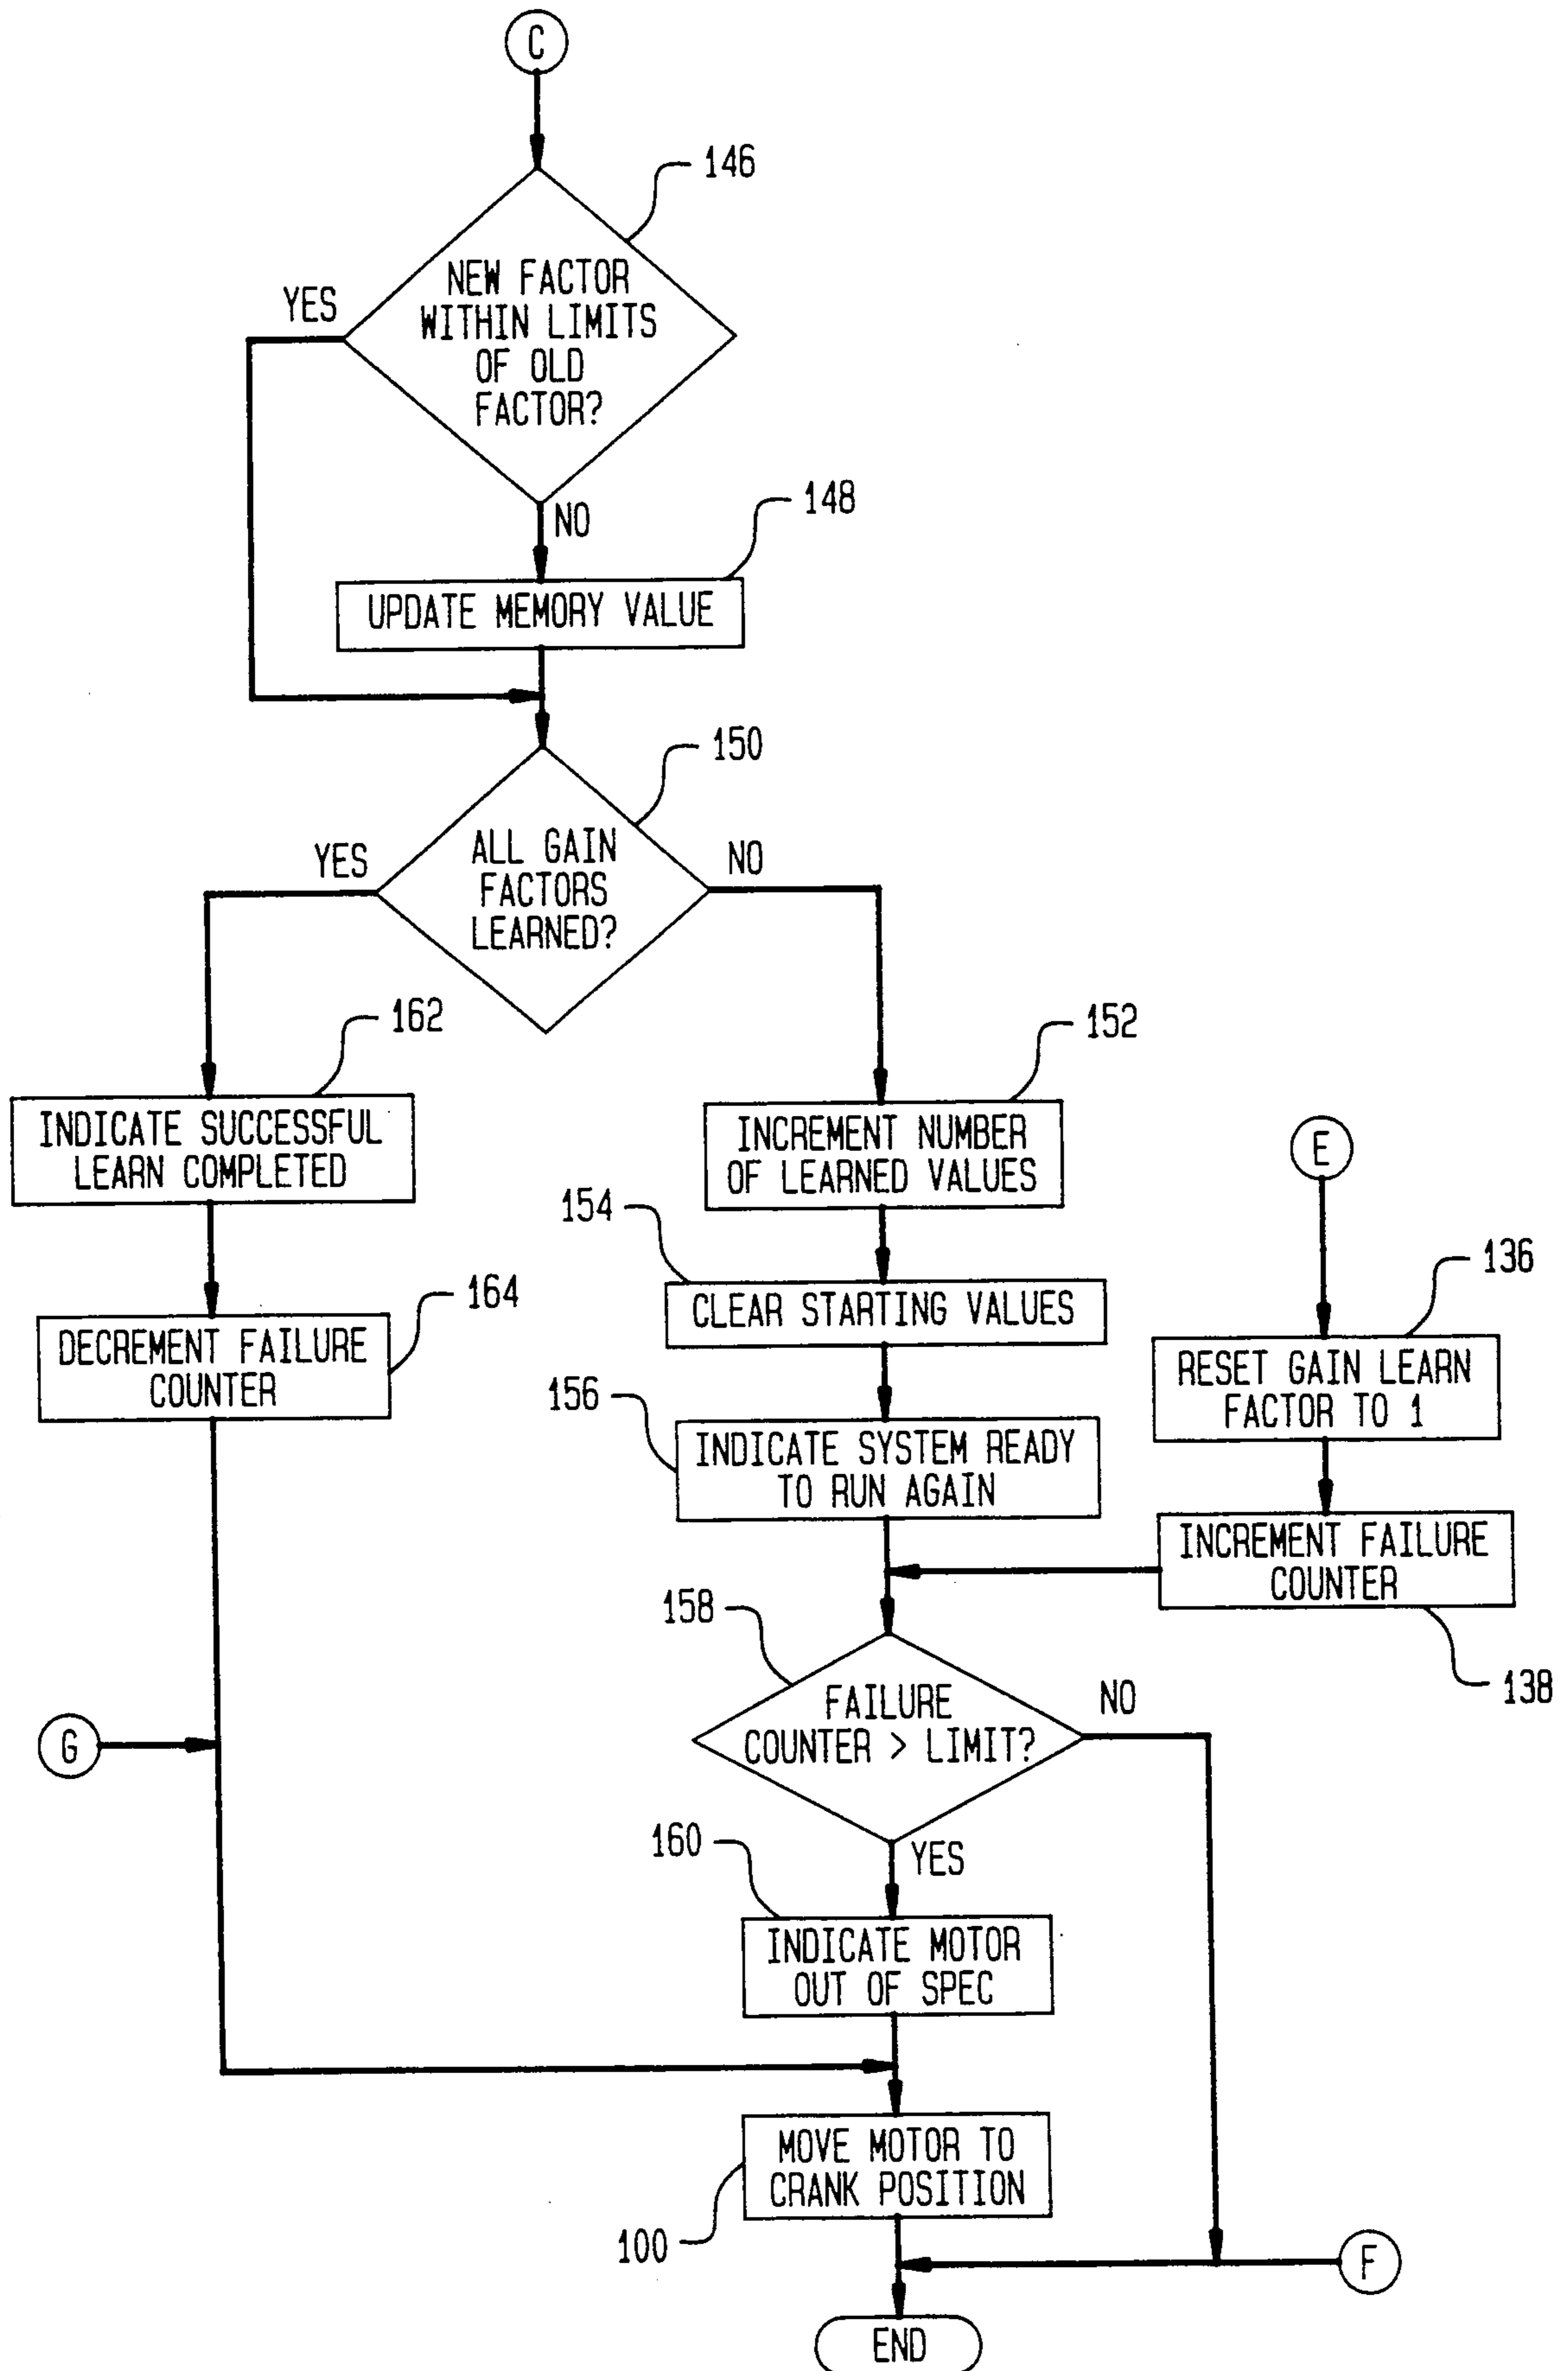 C
146
NEW FACTOR
WITHIN LIMITS
OF OLD
FACTOR?
YES
NO
148
UPDATE MEMORY VALUE
150
ALL GAIN
FACTORS
LEARNED?
YES
NO
162
INDICATE SUCCESSFUL
LEARN COMPLETED
152
INCREMENT NUMBER
OF LEARNED VALUES
E
154
CLEAR STARTING VALUES
136
RESET GAIN LEARN
FACTOR TO 1
164
DECREMENT FAILURE
COUNTER
156
INDICATE SYSTEM READY
TO RUN AGAIN
INCREMENT FAILURE
COUNTER
138
158
FAILURE
COUNTER > LIMIT?
NO
YES
G
160
INDICATE MOTOR
OUT OF SPEC
MOVE MOTOR TO
CRANK POSITION
100
F
END